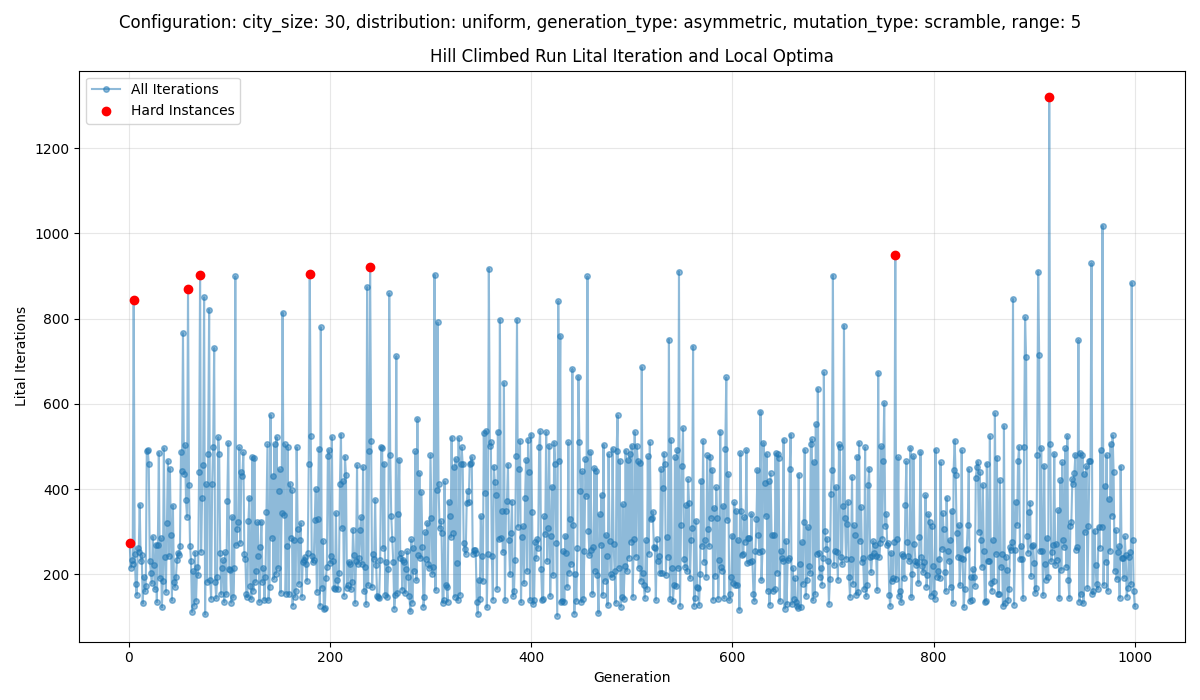 Configuration: city_size: 30, distribution: uniform, generation_type: asymmetric, mutation_type: scramble, range: 5
Hill Climbed Run Lital Iteration and Local Optima
All Iterations
Hard Instances
Lital Iterations
1200
1000
800
600
400
200
0
200
400
600
800
1000
Generation